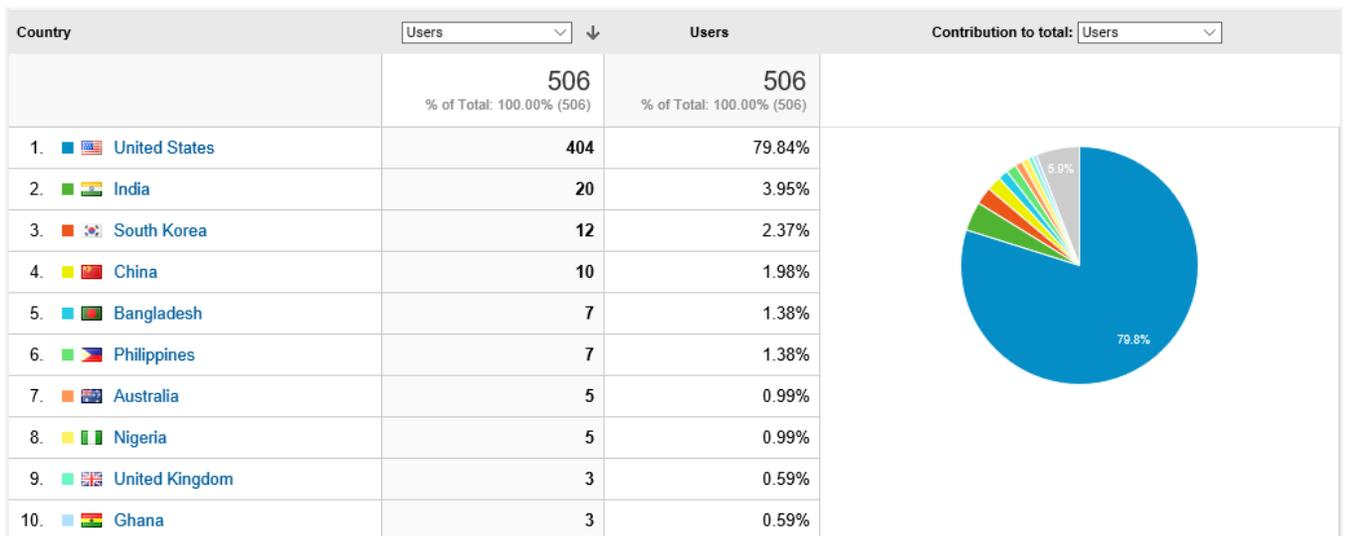 Country Users Users Contribution to total: Users
506 506
% of Total: 100.00% (506) % of Total: 100.00% (506)
1. United States 404 79.84%
2. India 20 3.95%
3. South Korea 12 2.37%
4. China 10 1.98%
5. Bangladesh 7 1.38%
6. Philippines 7 1.38%
7. Australia 5 0.99%
8. Nigeria 5 0.99%
9. United Kingdom 3 0.59%
10. Ghana 3 0.59%
5.9%
79.8%